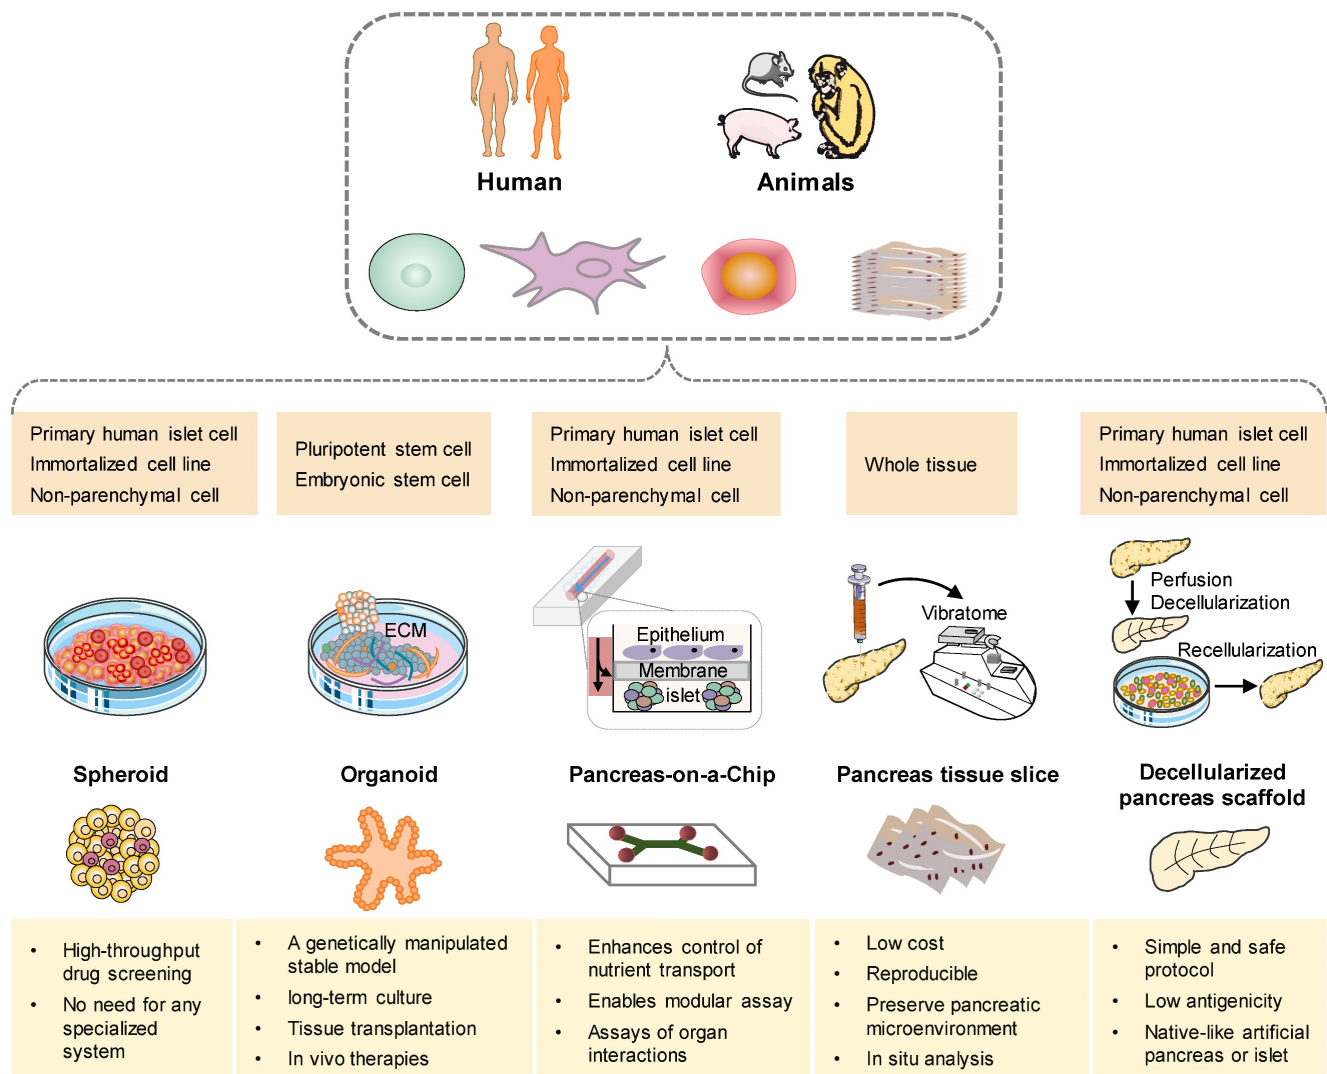 Human
Animals
Primary human islet cell
Immortalized cell line
Non-parenchymal cell
Pluripotent stem cell
Embryonic stem cell
Primary human islet cell
Immortalized cell line
Non-parenchymal cell
Whole tissue
Primary human islet cell
Immortalized cell line
Non-parenchymal cell
ECM
Epithelium
Membrane
Islet
Vibratome
Perfusion
Decellularization
Recellularization
Spheroid
Organoid
Pancreas-on-a-Chip
Pancreas tissue slice
Decellularized
pancreas scaffold
• High-throughput
drug screening
• No need for any
specialized
system
• A genetically manipulated
stable model
• long-term culture
• Tissue transplantation
• In vivo therapies
• Enhances control of
nutrient transport
• Enables modular assay
• Assays of organ
interactions
• Low cost
• Reproducible
• Preserve pancreatic
microenvironment
• In situ analysis
• Simple and safe
protocol
• Low antigenicity
• Native-like artificial
pancreas or islet